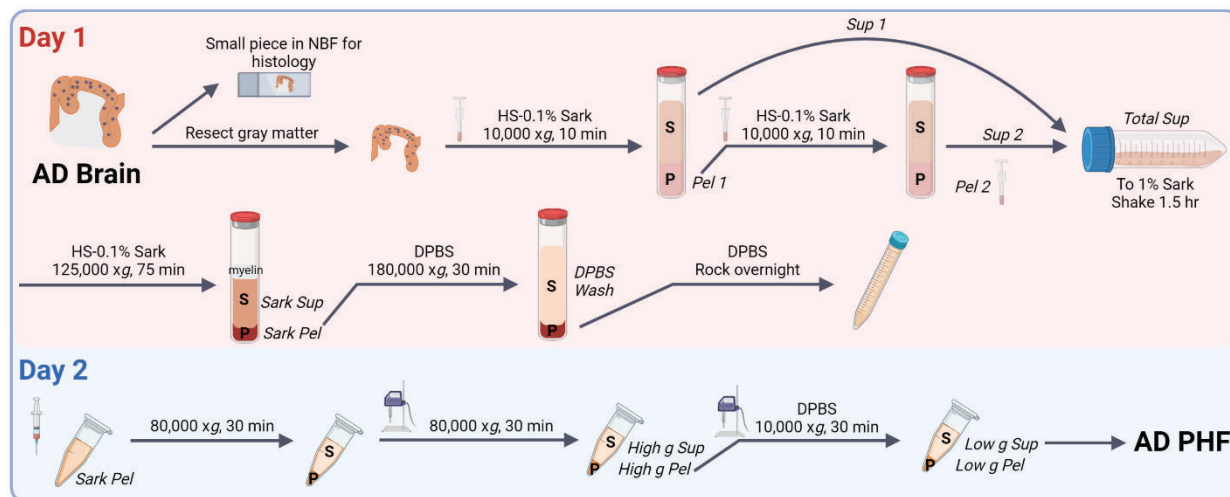 Day 1
Small piece in NBF for
histology
Resect gray matter
AD Brain
HS-0.1% Sark
10,000 xg, 10 min
S
P
Pel 1
Sup 1
HS-0.1% Sark
10,000 xg, 10 min
S
P
Sup 2
Pel 2
Total Sup
To 1% Sark
Shake 1.5 hr
HS-0.1% Sark
125,000 xg, 75 min
myelin
S
P
Sark Sup
Sark Pel
DPBS
180,000 xg, 30 min
S
P
DPBS
Wash
DPBS
Rock overnight
Day 2
Sark Pel
80,000 xg, 30 min
S
P
80,000 xg, 30 min
S
P
High g Sup
High g Pel
DPBS
10,000 xg, 30 min
S
P
Low g Sup
Low g Pel
AD PHF